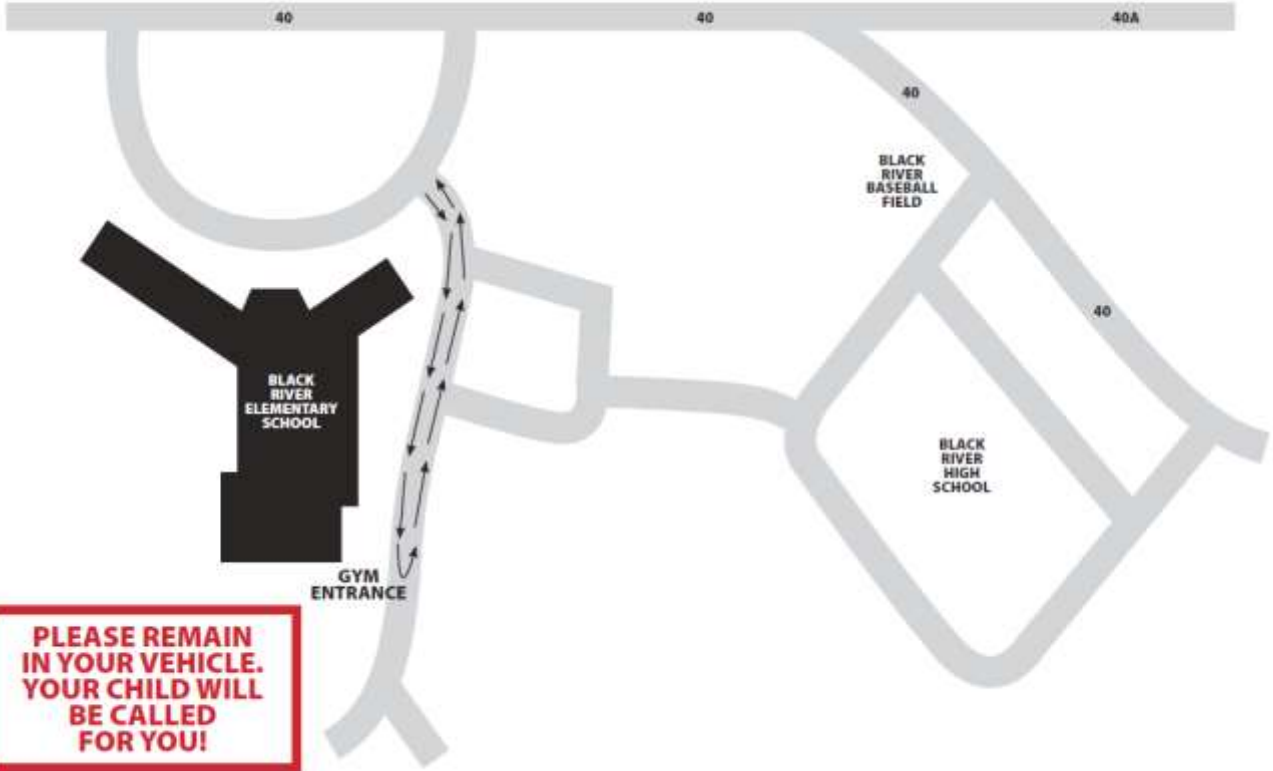 40
40
40A
40
BLACK
RIVER
BASEBALL
FIELD
40
BLACK
RIVER
ELEMENTARY
SCHOOL
BLACK
RIVER
HIGH
SCHOOL
GYM
ENTRANCE
PLEASE REMAIN
IN YOUR VEHICLE.
YOUR CHILD WILL
BE CALLED
FOR YOU!